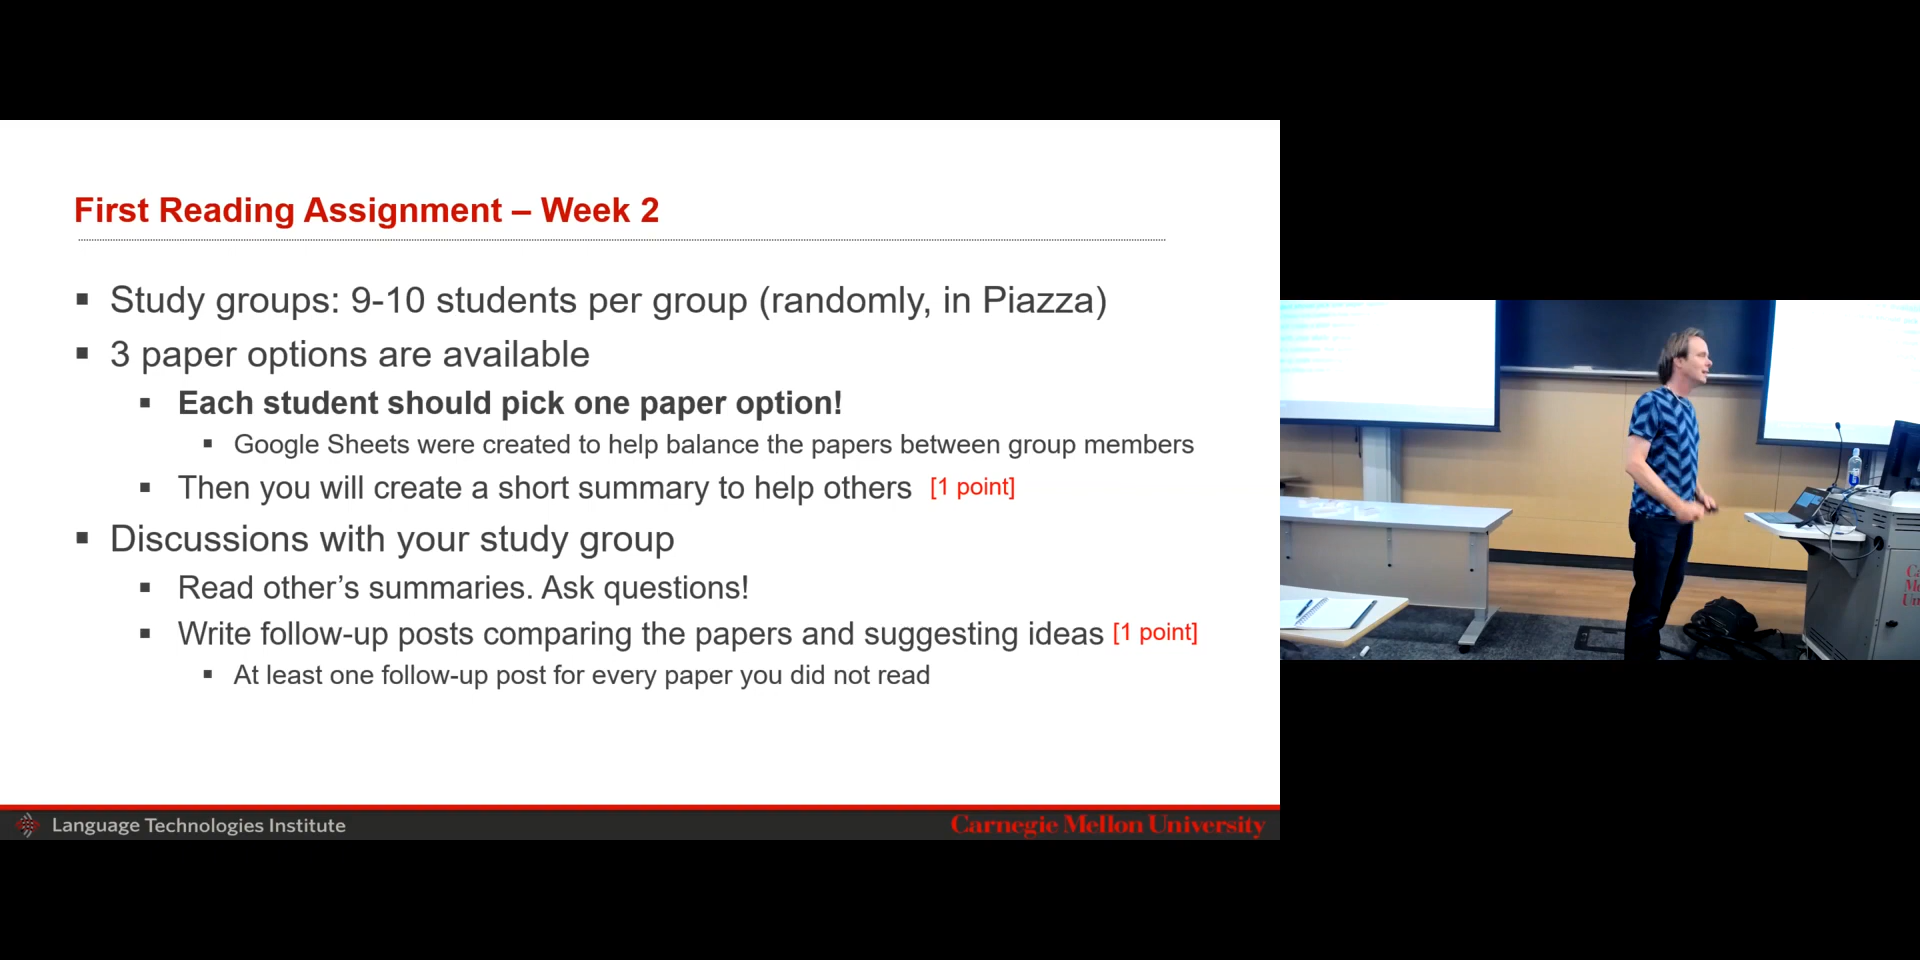 First Reading Assignment – Week 2
▪ Study groups: 9-10 students per group (randomly, in Piazza)
▪ 3 paper options are available
▪ Each student should pick one paper option!
▪ Google Sheets were created to help balance the papers between group members
▪ Then you will create a short summary to help others [1 point]
▪ Discussions with your study group
▪ Read other’s summaries. Ask questions!
▪ Write follow-up posts comparing the papers and suggesting ideas [1 point]
▪ At least one follow-up post for every paper you did not read
Language Technologies Institute
Carnegie Mellon University